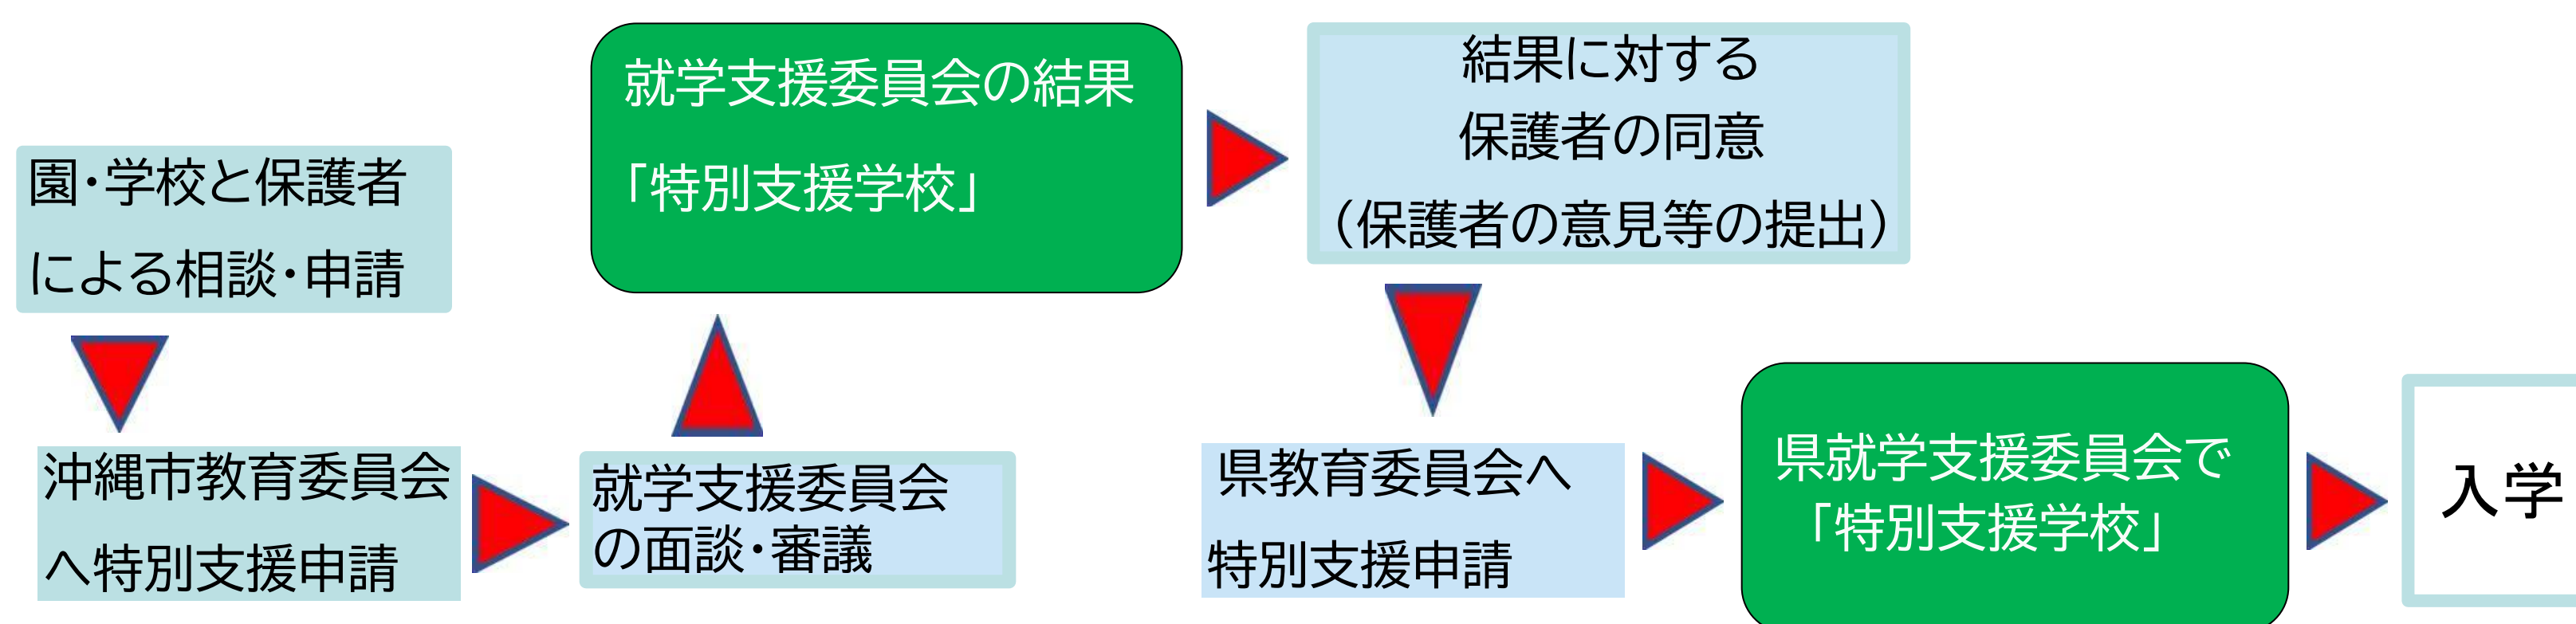 園・学校と保護者
による相談・申請
沖縄市教育委員会
へ特別支援申請
就学支援委員会
の面談・審議
就学支援委員会の結果
「特別支援学校」
結果に対する
保護者の同意
（保護者の意見等の提出）
県教育委員会へ
特別支援申請
県就学支援委員会で
「特別支援学校」
入学